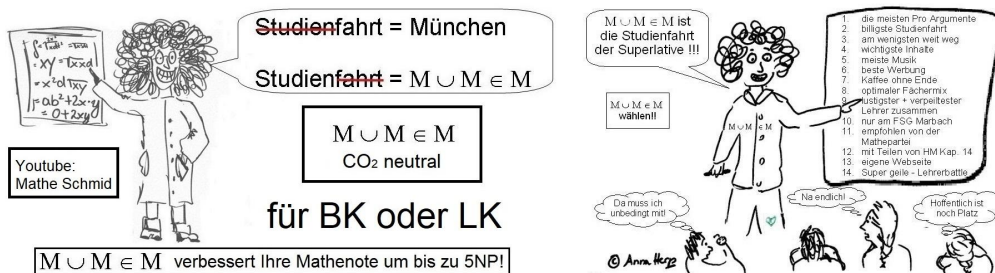 Studienfahrt = München
Studienfahrt = M ∪ M ∈ M
= xy =
= 0 + 2xy
M ∪ M ∈ M
CO₂ neutral
Youtube:
Mathe Schmid
für BK oder LK
M ∪ M ∈ M verbessert Ihre Mathenote um bis zu 5NP!
M ∪ M ∈ M ist
die Studienfahrt
der Superlative !!!
M ∪ M ∈ M
wählen!!
M ∪ M ∈ M
1. die meisten Pro Argumente
2. billigste Studienfahrt
3. am wenigsten weit weg
4. wichtigste Inhalte
5. meiste Musik
6. beste Werbung
7. Kaffee ohne Ende
8. optimaler Fächermix
9. lustigster + verpeiltester
Lehrer zusammen
10. nur am FSG Marbach
11. empfohlen von der
Mathepartei
12. mit Teilen von HM Kap. 14
13. eigene Webseite
14. Super geile - Lehrerbattle
Da muss ich
unbedingt mit!
Na endlich!
Hoffentlich ist
noch Platz
© Anna